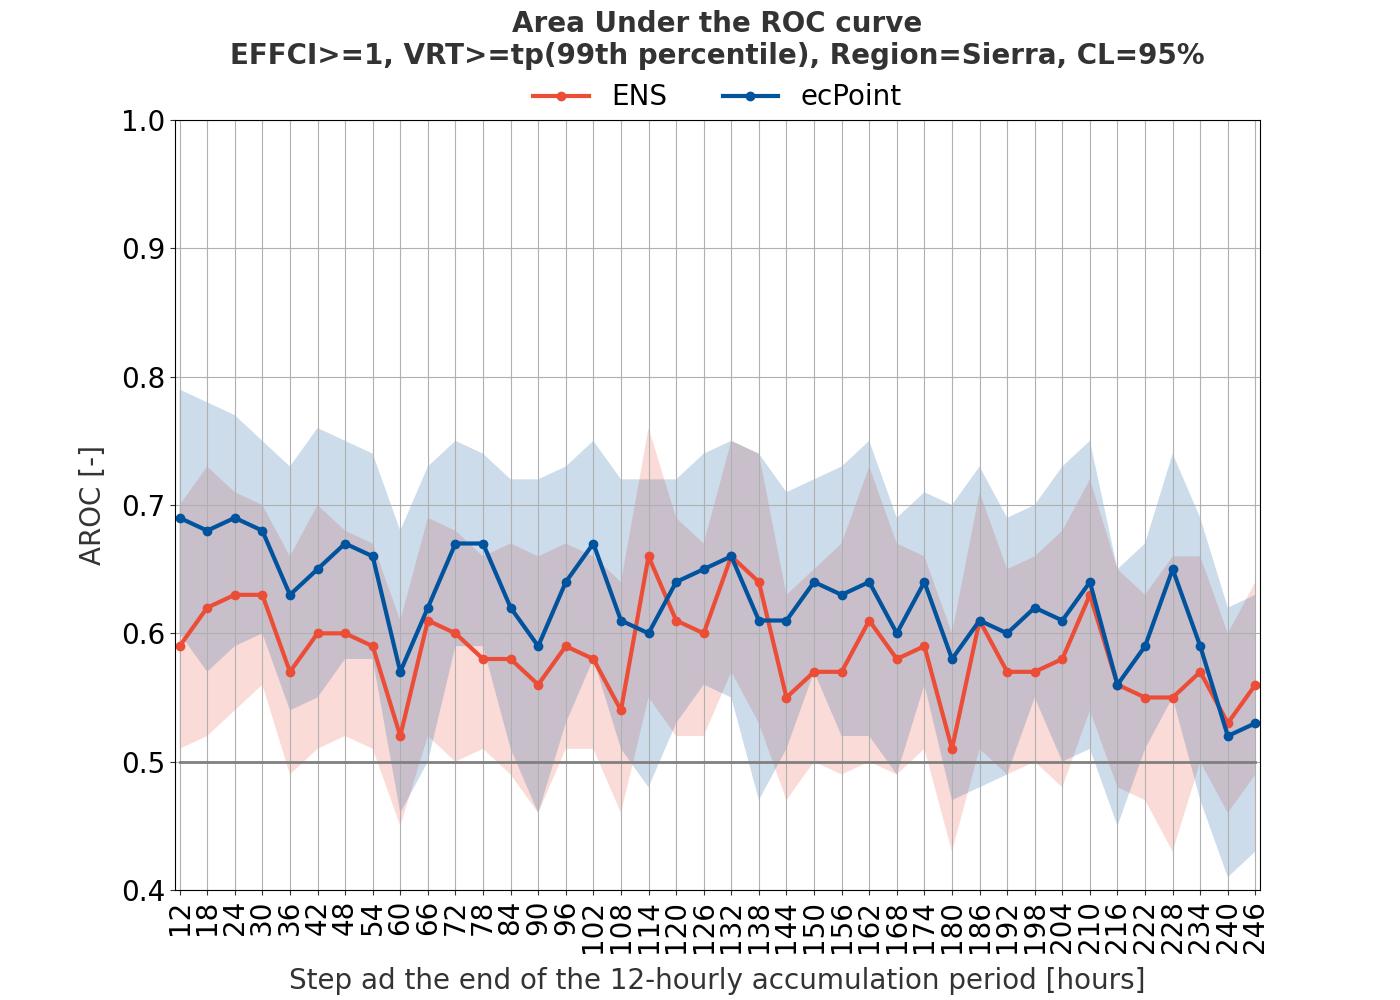 Area Under the ROC curve
EFFCI>=1, VRT>=tp(99th percentile), Region=Sierra, CL=95%
ENS ecPoint
1.0
0.9
0.8
0.7
0.6
0.5
0.4
AROC [-]
12 18 24 30 36 42 48 54 60 66 72 78 84 90 96 102 108 114 120 126 132 138 144 150 156 162 168 174 180 186 192 198 204 210 216 222 228 234 240 246
Step ad the end of the 12-hourly accumulation period [hours]